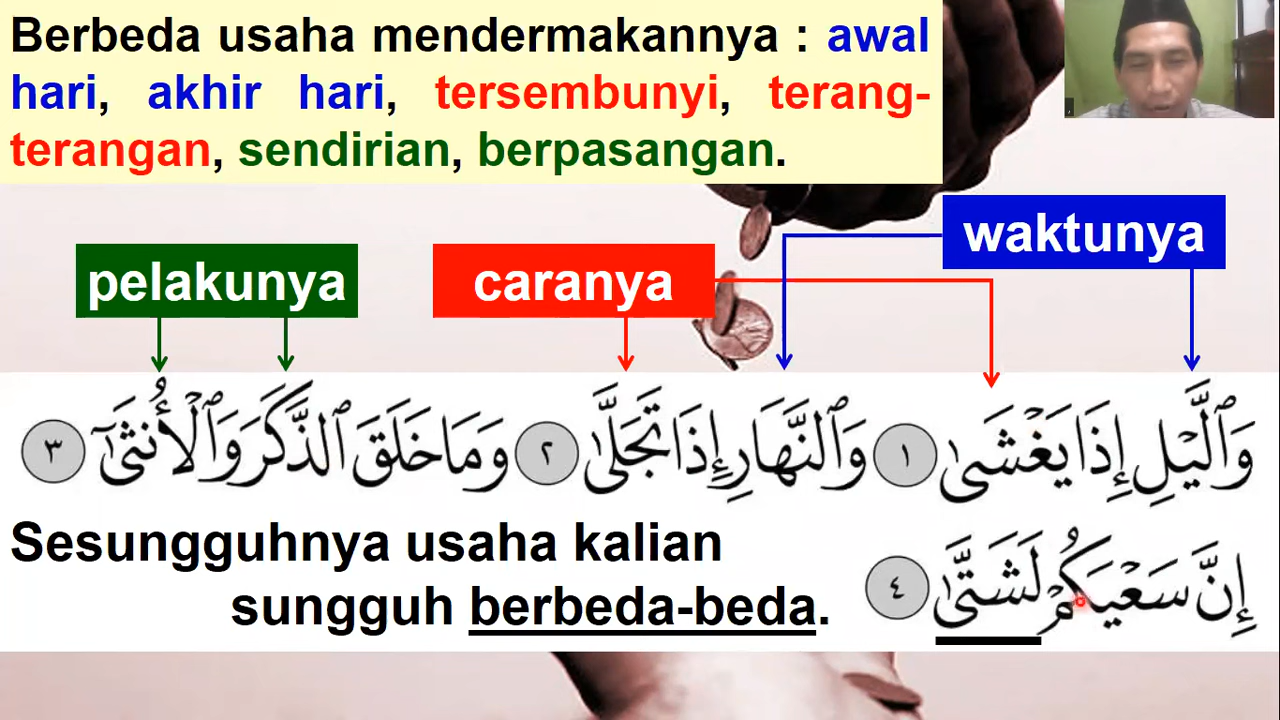 Berbeda usaha mendermakannya : awal
hari, akhir hari, tersembunyi, terang-
terangan, sendirian, berpasangan.
waktunya
pelakunya
caranya
وَٱلَّيْلِ إِذَا يَغْشَىٰ ١ وَٱلنَّهَارِ إِذَا تَجَلَّىٰ ٢ وَمَا خَلَقَ ٱلذَّكَرَ وَٱلْأُنثَىٰٓ ٣
إِنَّ سَعْيَكُمْ لَشَتَّىٰ ٤
Sesungguhnya usaha kalian
sungguh berbeda-beda.